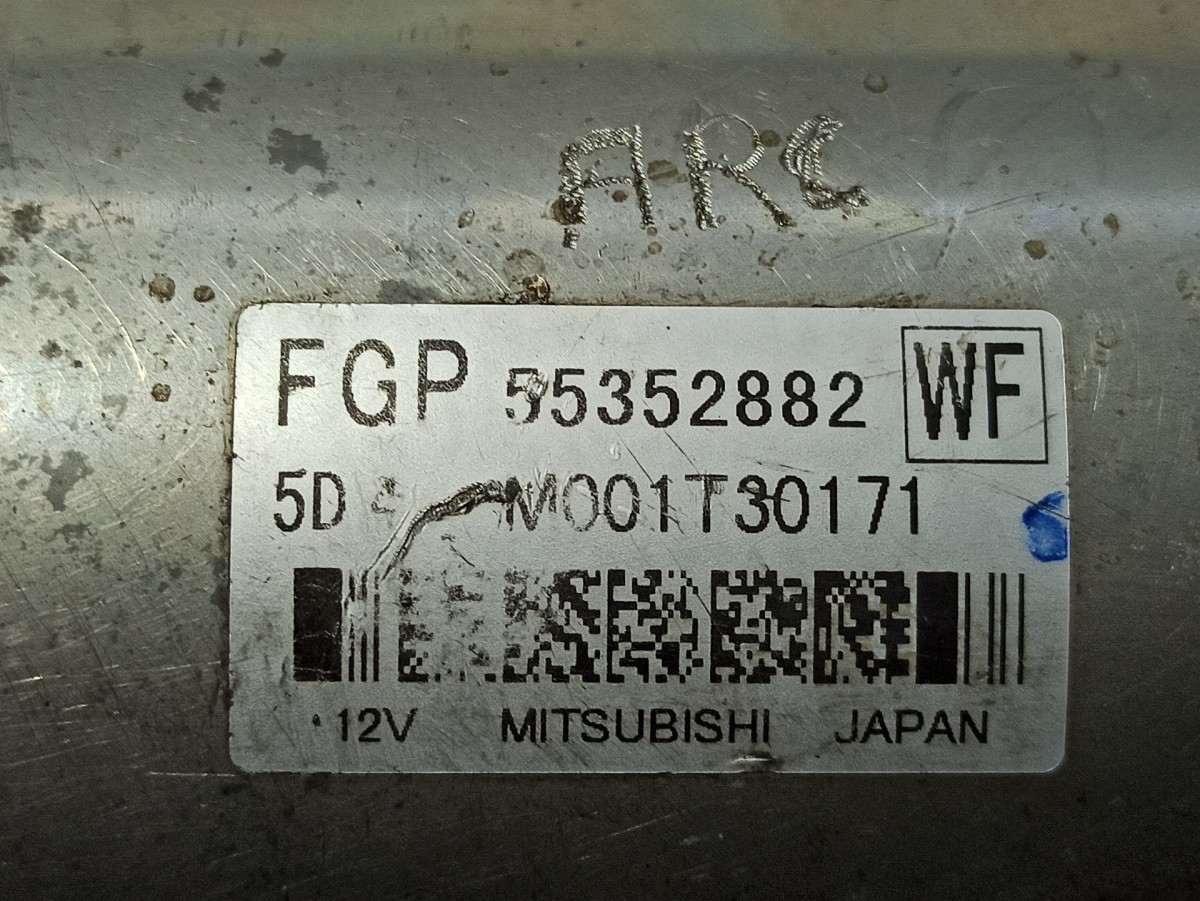 ARC
FGP 55352882 WF
5D M001T30171
12V MITSUBISHI JAPAN